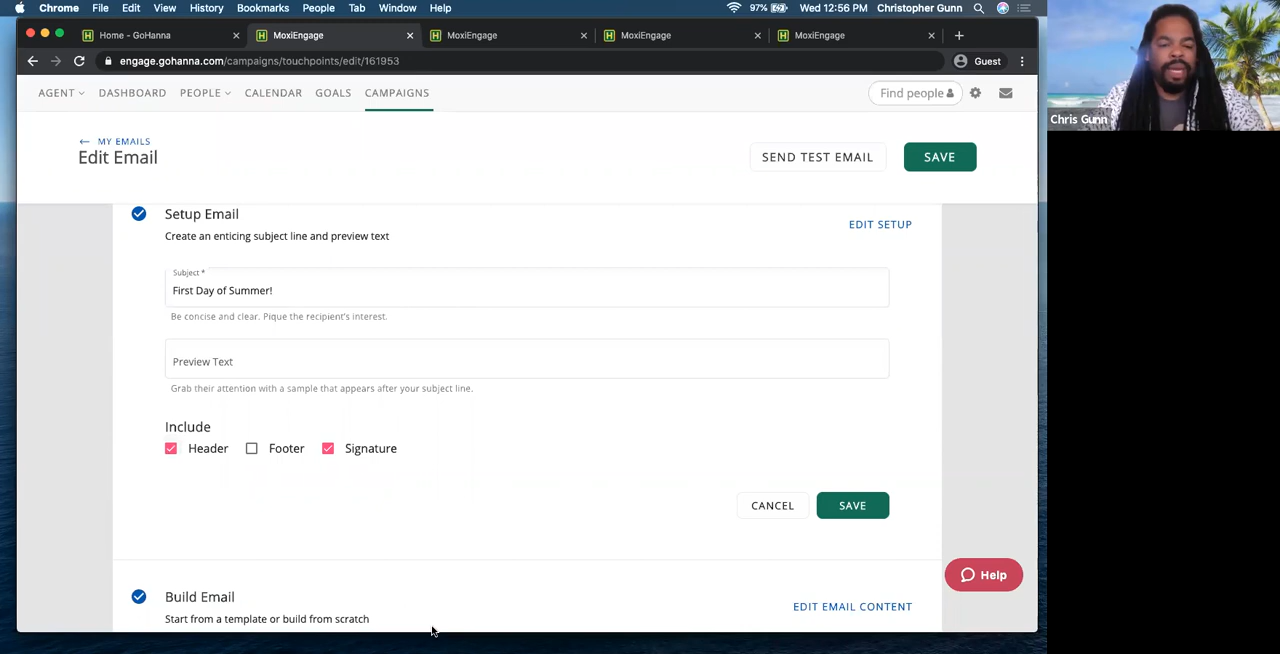 Chrome File Edit View History Bookmarks People Tab Window Help 97% Wed 12:56 PM Christopher Gunn
Home - GoHanna MoxiEngage MoxiEngage MoxiEngage MoxiEngage
engage.gohanna.com/campaigns/touchpoints/edit/161953 Guest
AGENT DASHBOARD PEOPLE CALENDAR GOALS CAMPAIGNS Find people
Chris Gunn
← MY EMAILS
Edit Email
SEND TEST EMAIL SAVE
Setup Email
EDIT SETUP
Create an enticing subject line and preview text
Subject *
First Day of Summer!
Be concise and clear. Pique the recipient's interest.
Preview Text
Grab their attention with a sample that appears after your subject line.
Include
Header Footer Signature
CANCEL SAVE
Help
Build Email
EDIT EMAIL CONTENT
Start from a template or build from scratch